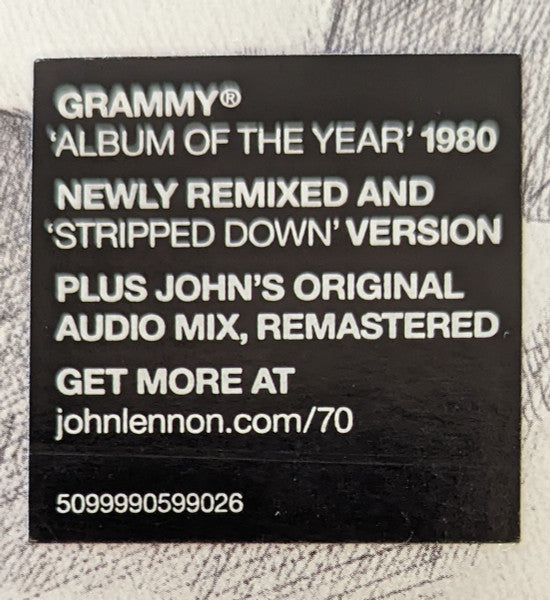 GRAMMY®
'ALBUM OF THE YEAR' 1980
NEWLY REMIXED AND
'STRIPPED DOWN' VERSION
PLUS JOHN'S ORIGINAL
AUDIO MIX, REMASTERED
GET MORE AT
johnlennon.com/70
5099990599026